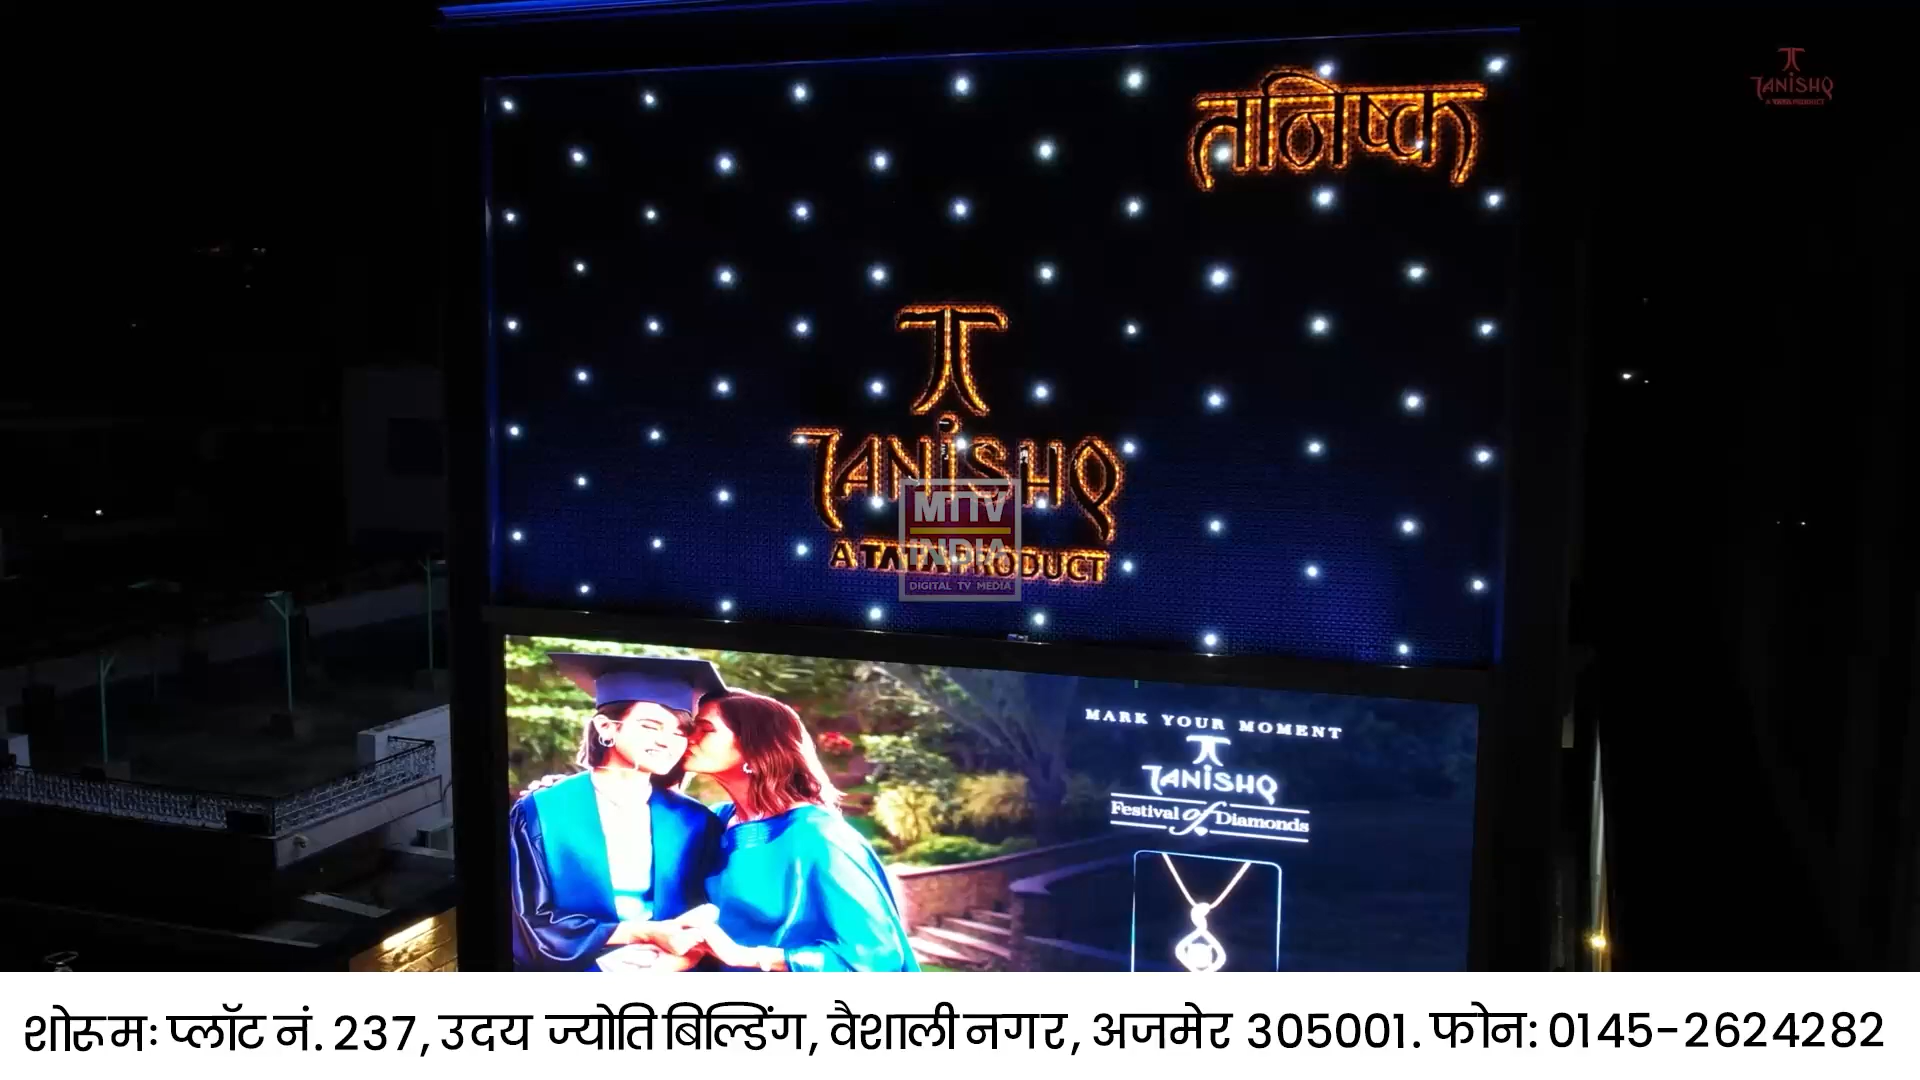 तनिष्क
TANISHQ
A TATA PRODUCT
TANISHQ
A TATA PRODUCT
MTTV
INDIA
DIGITAL TV MEDIA
MARK YOUR MOMENT
TANISHQ
Festival of Diamonds
शोरूमः प्लॉट नं. 237, उदय ज्योति बिल्डिंग, वैशाली नगर, अजमेर 305001. फोन: 0145-2624282